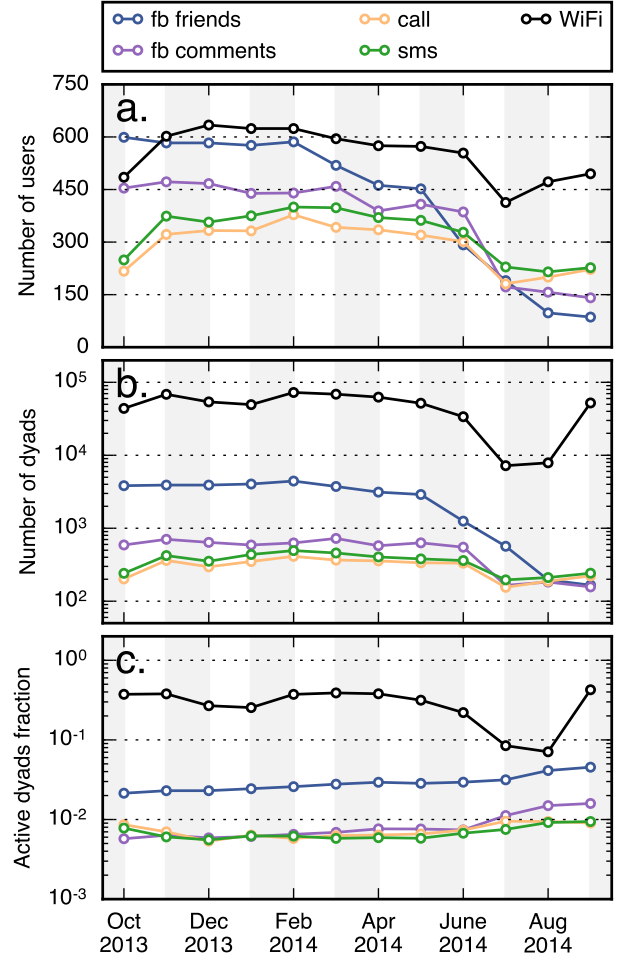 fb friends call WiFi
fb comments sms
a.
750
600
450
300
150
0
Number of users
b.
10^5
10^4
10^3
10^2
Number of dyads
c.
10^0
10^-1
10^-2
10^-3
Active dyads fraction
Oct Dec Feb Apr June Aug
2013 2013 2014 2014 2014 2014